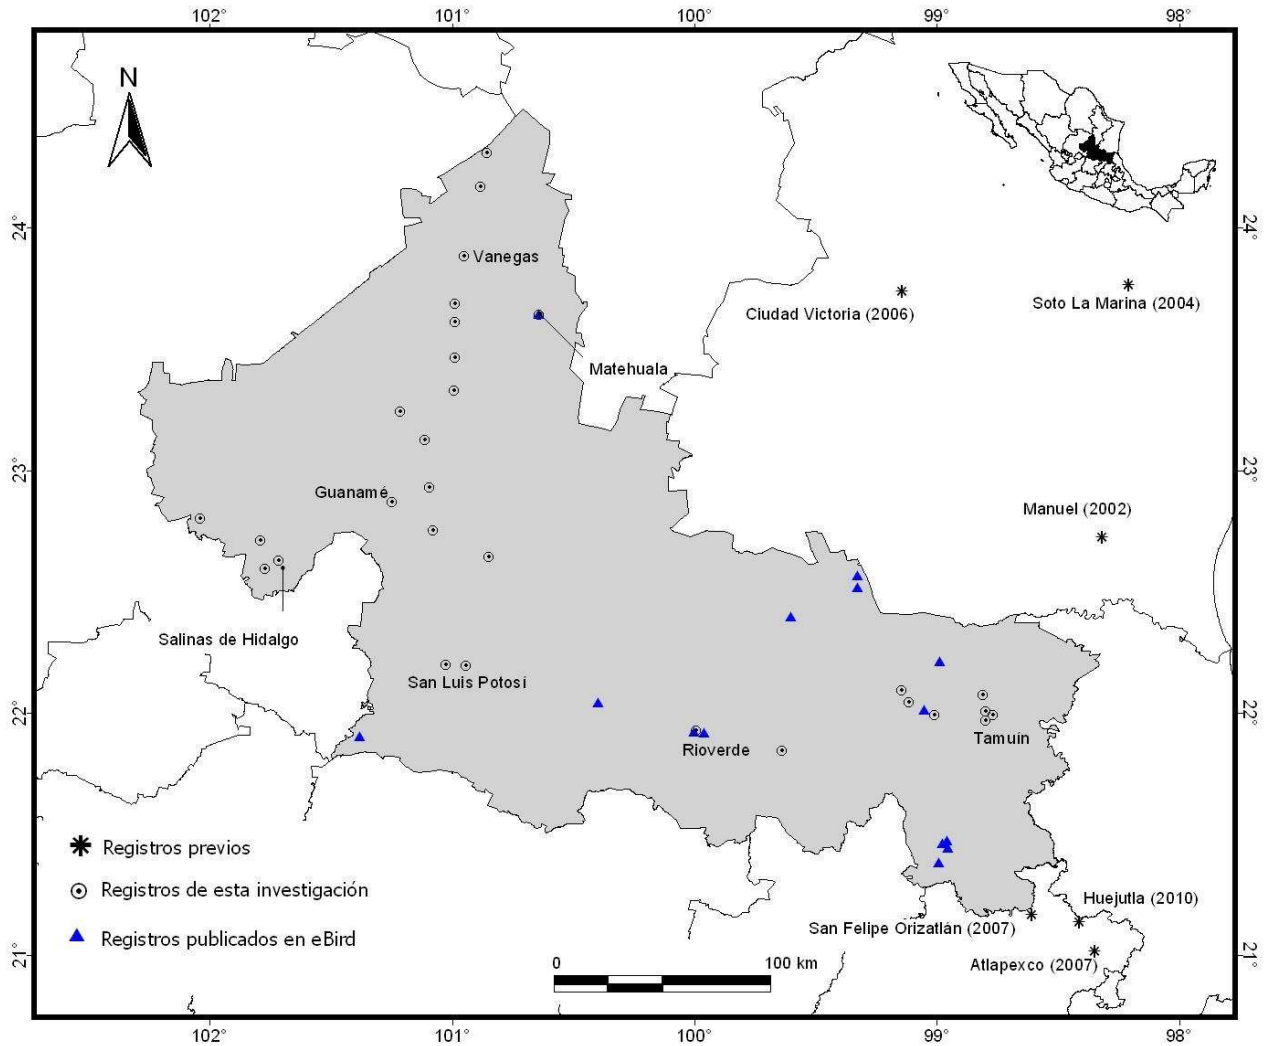 102° 101° 100° 99° 98°
N
24° 24°
Vanegas
Ciudad Victoria (2006)
Soto La Marina (2004)
Matehuala
23° 23°
Guanamé
Manuel (2002)
Salinas de Hidalgo
San Luis Potosí
22° 22°
Rioverde
Tamuín
Registros previos
Registros de esta investigación
Registros publicados en eBird
Huejutla (2010)
San Felipe Orizatlán (2007)
Atlapexco (2007)
0 100 km
21° 21°
102° 101° 100° 99° 98°